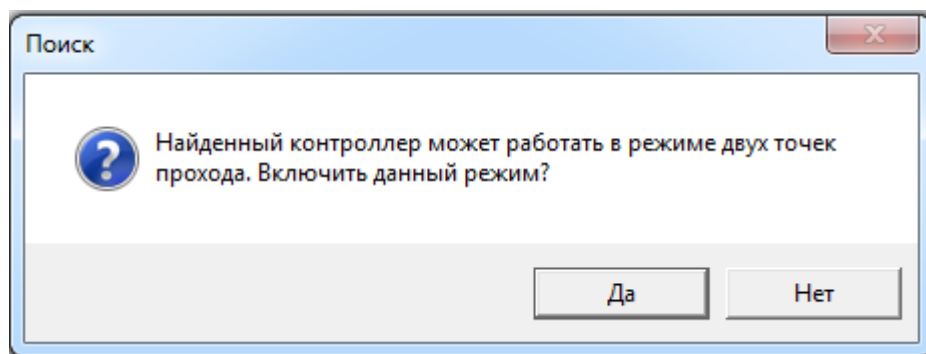 Поиск
Найденный контроллер может работать в режиме двух точек
прохода. Включить данный режим?
Да
Нет